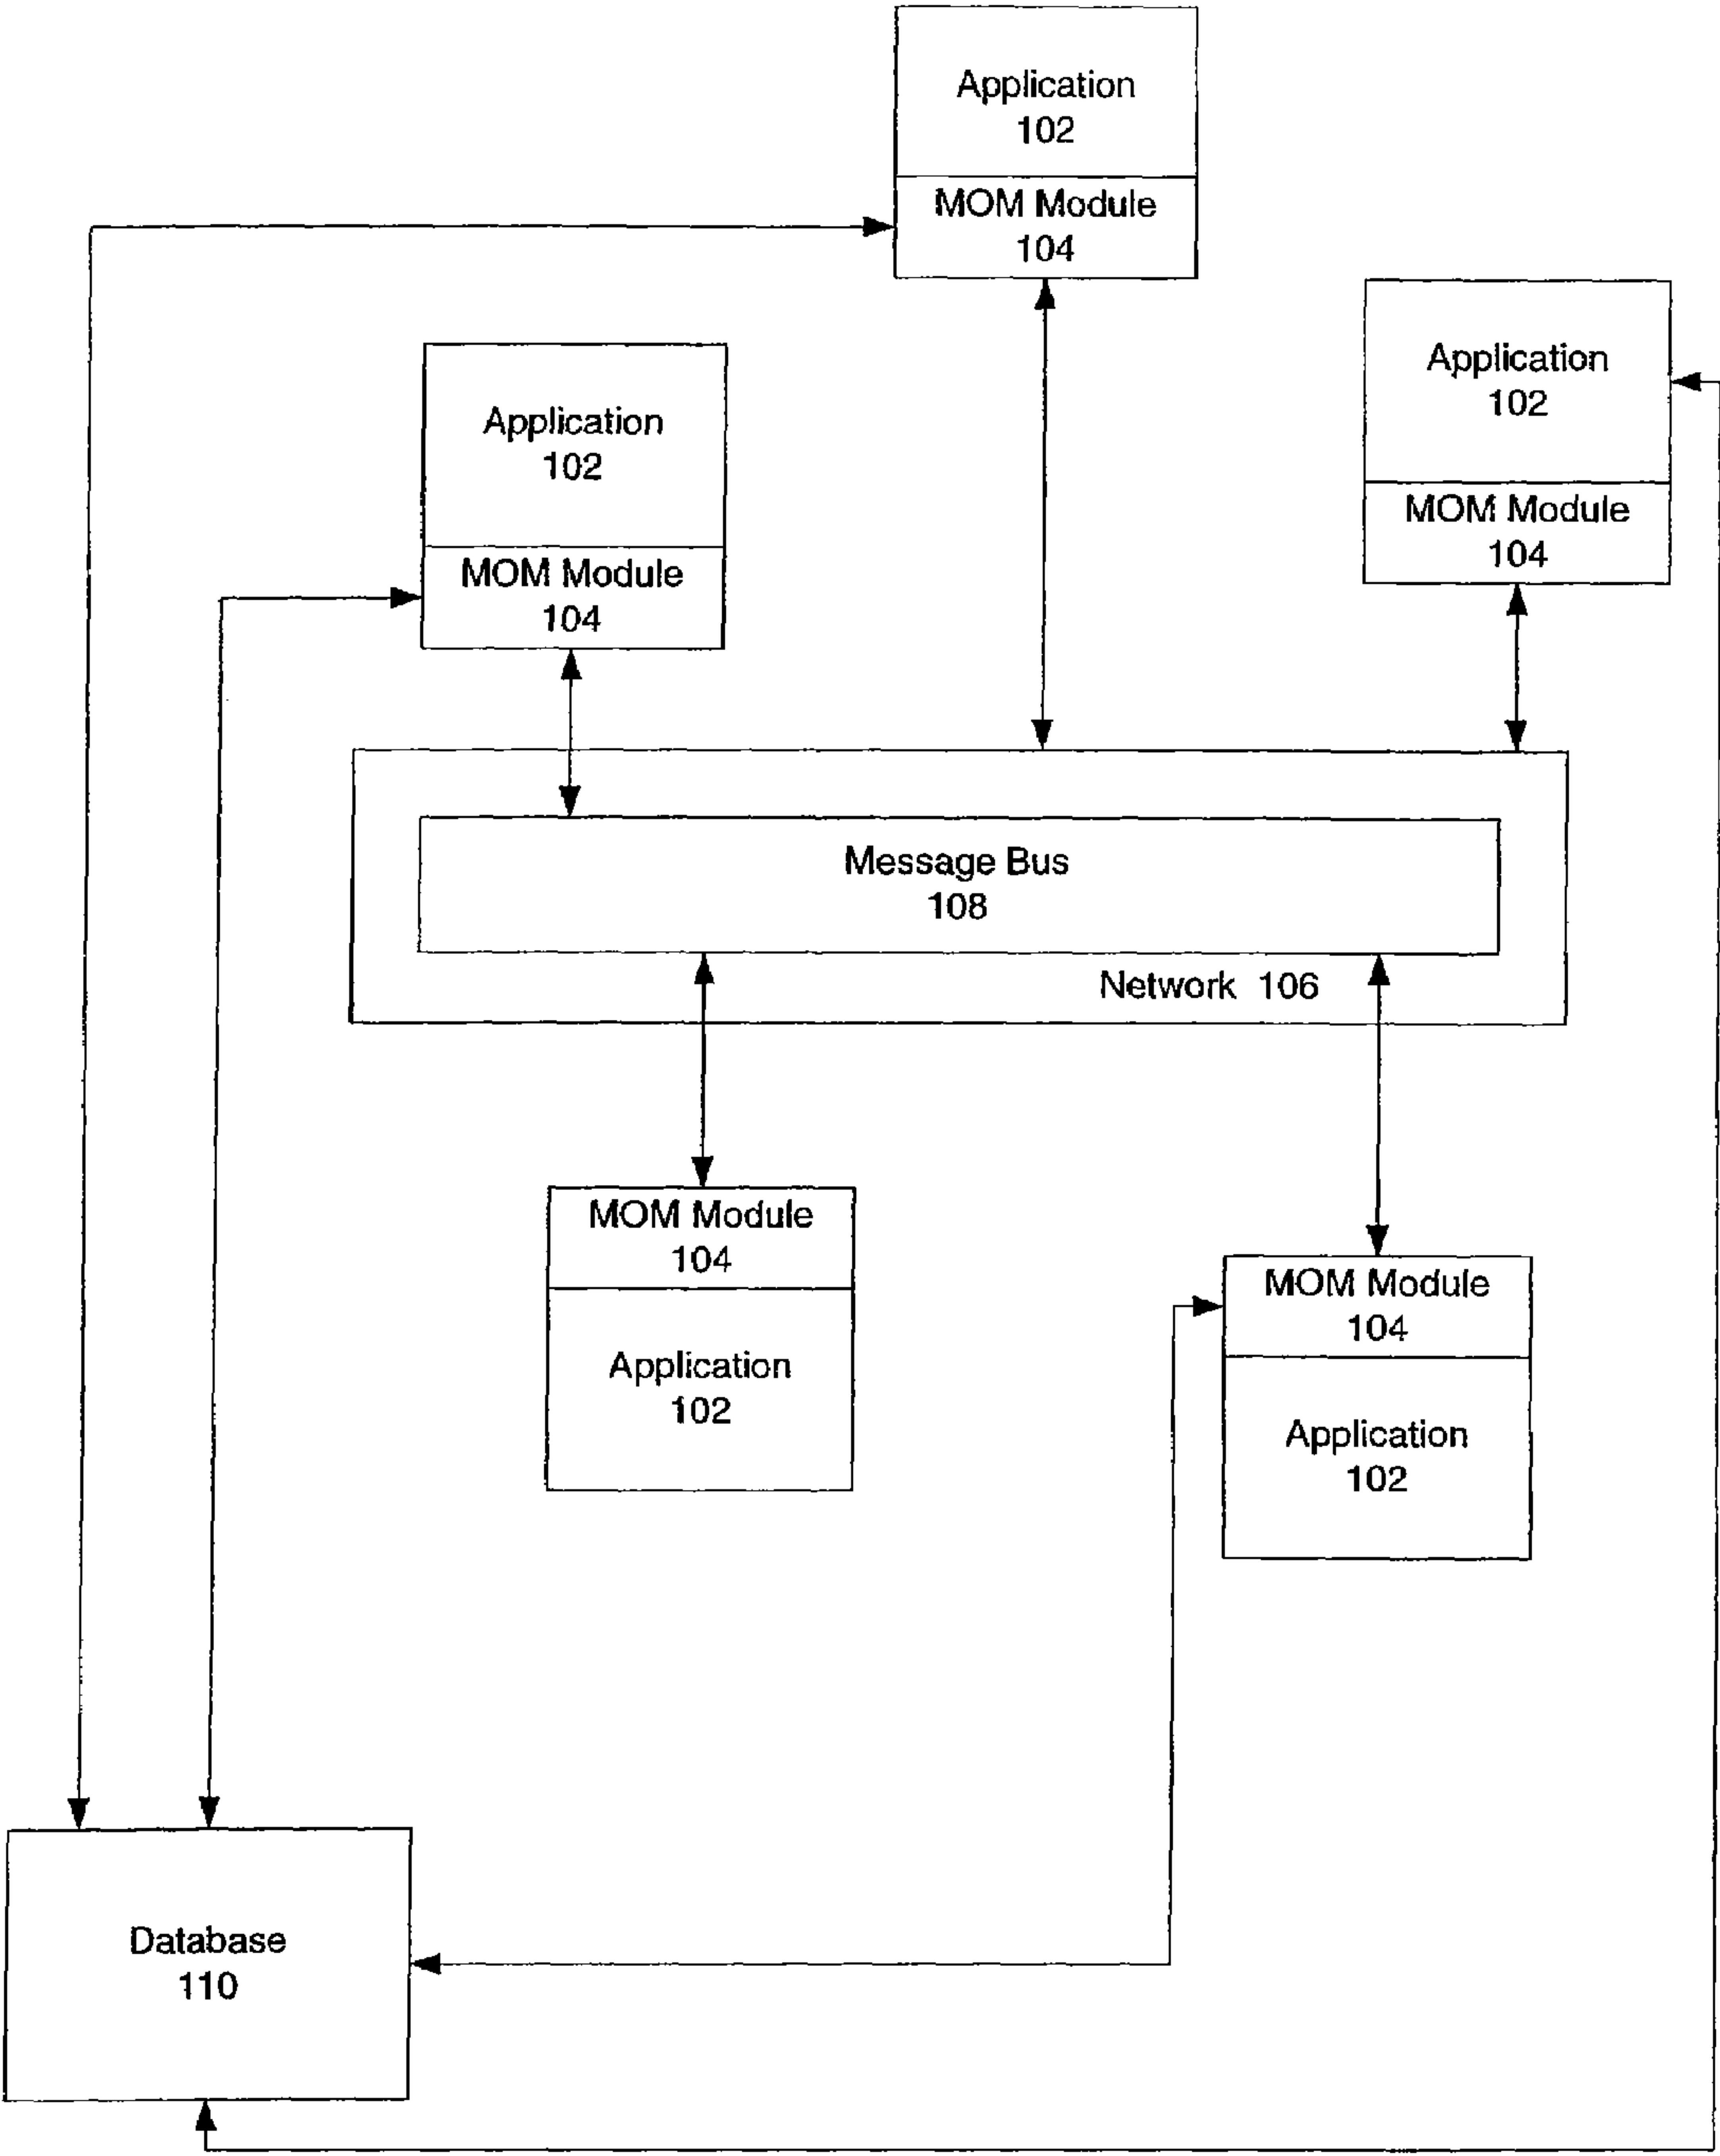 Application
102
MOM Module
104
Application
102
MOM Module
104
Application
102
MOM Module
104
Message Bus
108
Network 106
MOM Module
104
Application
102
MOM Module
104
Application
102
Database
110